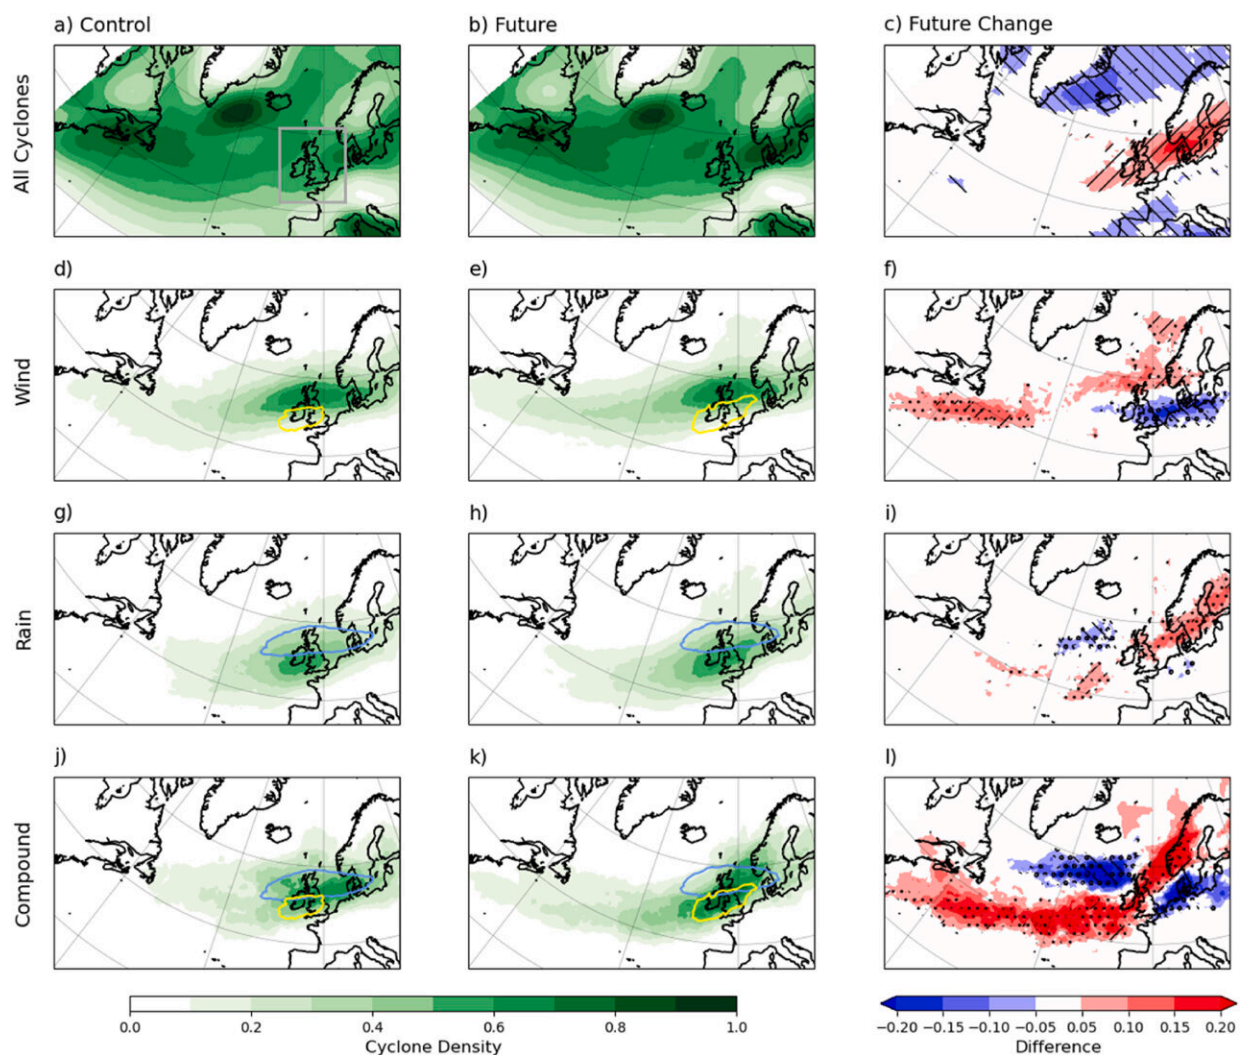 a) Control
b) Future
c) Future Change
All Cyclones
d)
e)
f)
Wind
g)
h)
i)
Rain
j)
k)
l)
Compound
0.0 0.2 0.4 0.6 0.8 1.0
Cyclone Density
−0.20 −0.15 −0.10 −0.05 0.05 0.10 0.15 0.20
Difference